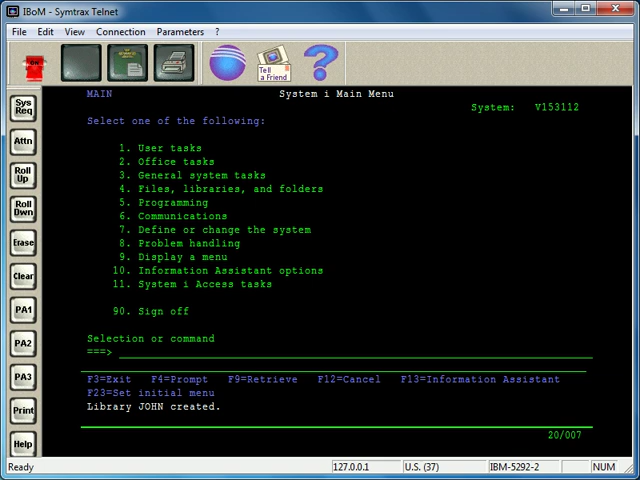 IBoM - Symtrax Telnet
File Edit View Connection Parameters ?
ON
Tell a Friend
Sys Req
Attn
Roll Up
Roll Dwn
Erase
Clear
PA1
PA2
PA3
Print
Help
MAIN System i Main Menu
System: V153112
Select one of the following:
1. User tasks
2. Office tasks
3. General system tasks
4. Files, libraries, and folders
5. Programming
6. Communications
7. Define or change the system
8. Problem handling
9. Display a menu
10. Information Assistant options
11. System i Access tasks
90. Sign off
Selection or command
===>
F3=Exit F4=Prompt F9=Retrieve F12=Cancel F13=Information Assistant
F23=Set initial menu
Library JOHN created.
20/007
Ready 127.0.0.1 U.S. (37) IBM-5292-2 NUM